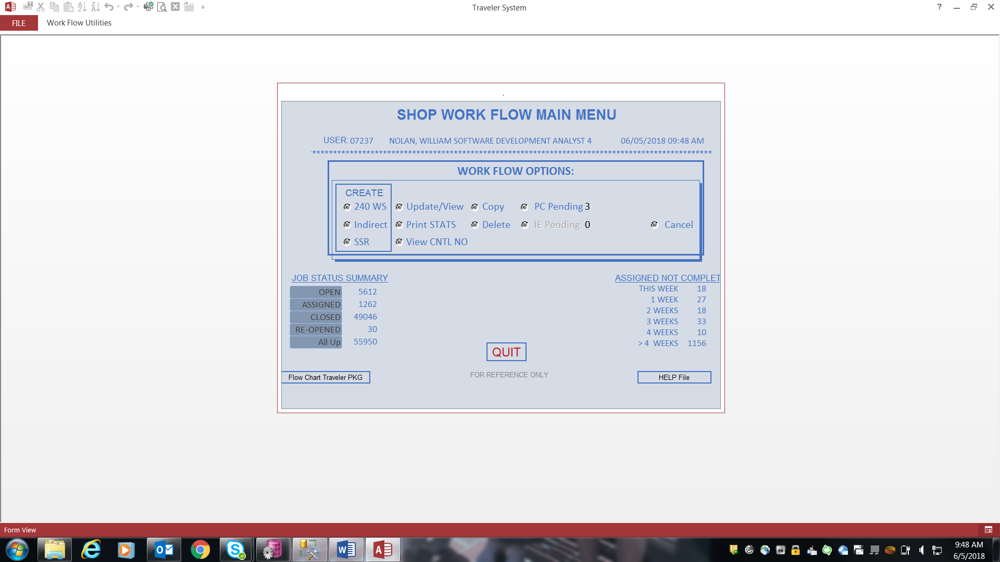 Traveler System
FILE Work Flow Utilities
.
SHOP WORK FLOW MAIN MENU
USER: 07237 NOLAN, WILLIAM SOFTWARE DEVELOPMENT ANALYST 4 06/05/2018 09:48 AM
WORK FLOW OPTIONS:
CREATE
240 WS Update/View Copy PC Pending 3
Indirect Print STATS Delete IE Pending 0 Cancel
SSR View CNTL NO
JOB STATUS SUMMARY
OPEN 5612
ASSIGNED 1262
CLOSED 49046
RE-OPENED 30
All Up 55950
ASSIGNED NOT COMPLET
THIS WEEK 18
1 WEEK 27
2 WEEKS 18
3 WEEKS 33
4 WEEKS 10
> 4 WEEKS 1156
QUIT
Flow Chart Traveler PKG FOR REFERENCE ONLY HELP File
Form View
9:48 AM
6/5/2018